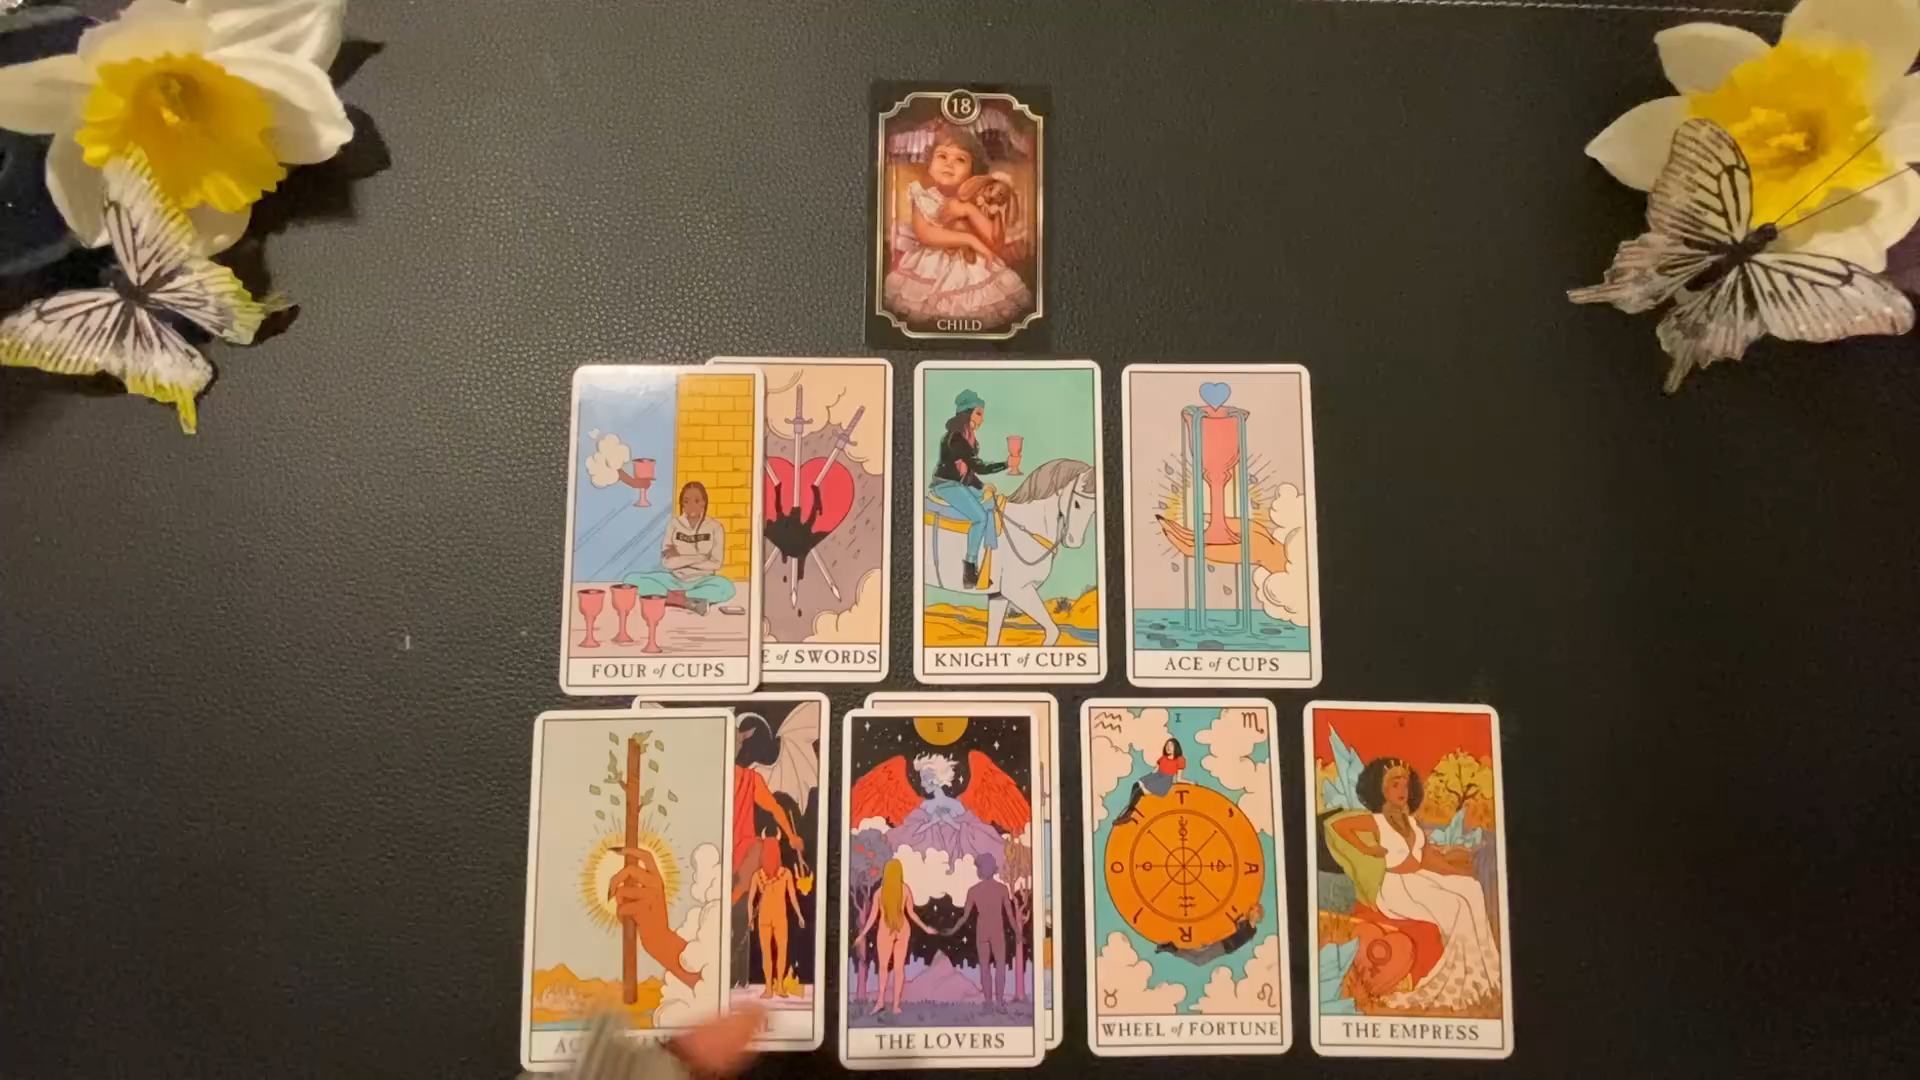 18
CHILD
FOUR of CUPS
E of SWORDS
KNIGHT of CUPS
ACE of CUPS
THE LOVERS
T
A
R
O
WHEEL of FORTUNE
THE EMPRESS